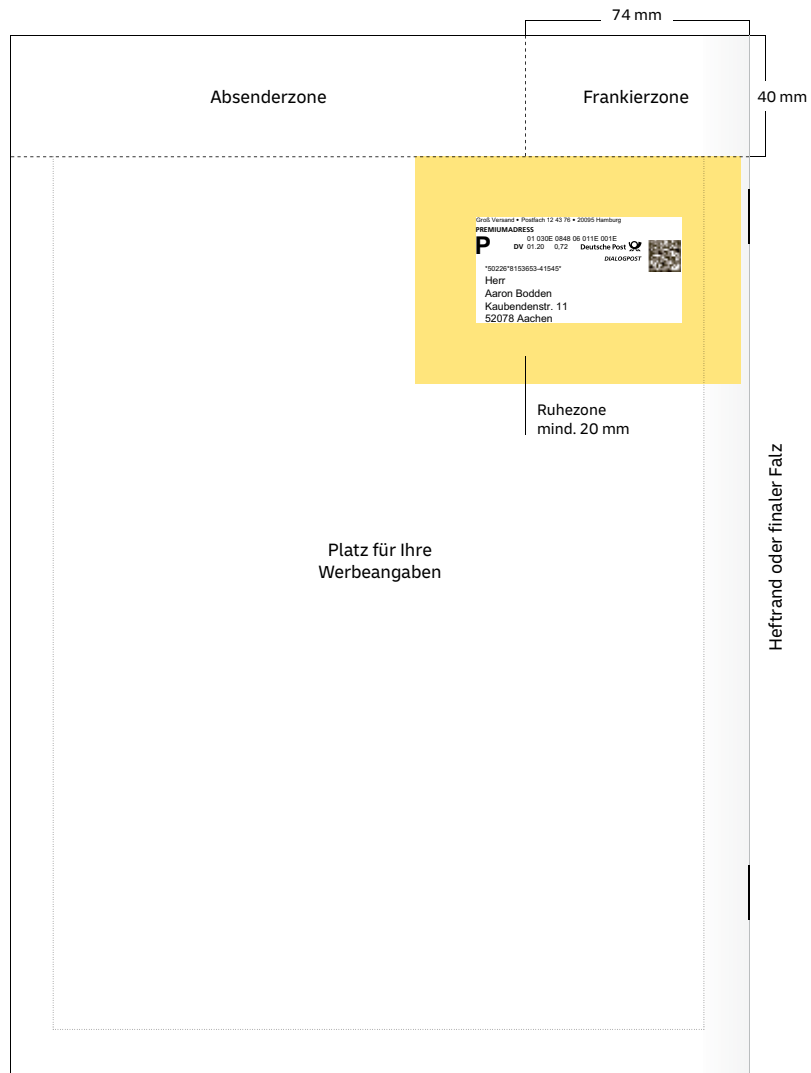 74 mm
Absenderzone
Frankierzone
40 mm
Groß Versand • Postfach 12 43 76 • 20095 Hamburg
PREMIUMADRESS
P
01 030E 0848 06 011E 001E
DV 01.20 0,72 Deutsche Post
DIALOGPOST
*50226*8153653-41545*
Herr
Aaron Bodden
Kaubendenstr. 11
52078 Aachen
Ruhezone
mind. 20 mm
Heftrand oder finaler Falz
Platz für Ihre
Werbeangaben